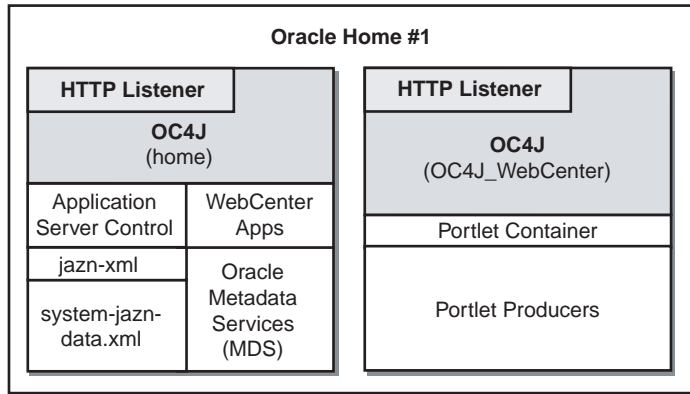 Oracle Home #1
HTTP Listener
OC4J
(home)
Application
Server Control
WebCenter
Apps
jazn-xml
system-jazn-
data.xml
Oracle
Metadata
Services
(MDS)
HTTP Listener
OC4J
(OC4J_WebCenter)
Portlet Container
Portlet Producers